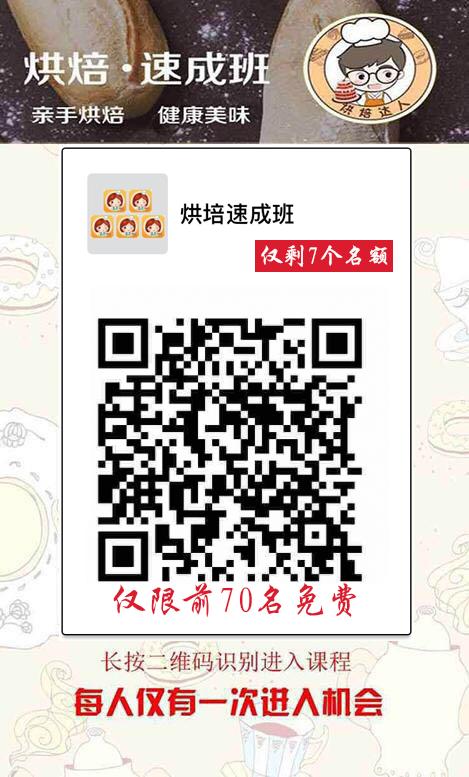 烘焙·速成班
亲手烘焙 健康美味
烘焙达人
烘培速成班
仅剩7个名额
仅限前70名免费
长按二维码识别进入课程
每人仅有一次进入机会